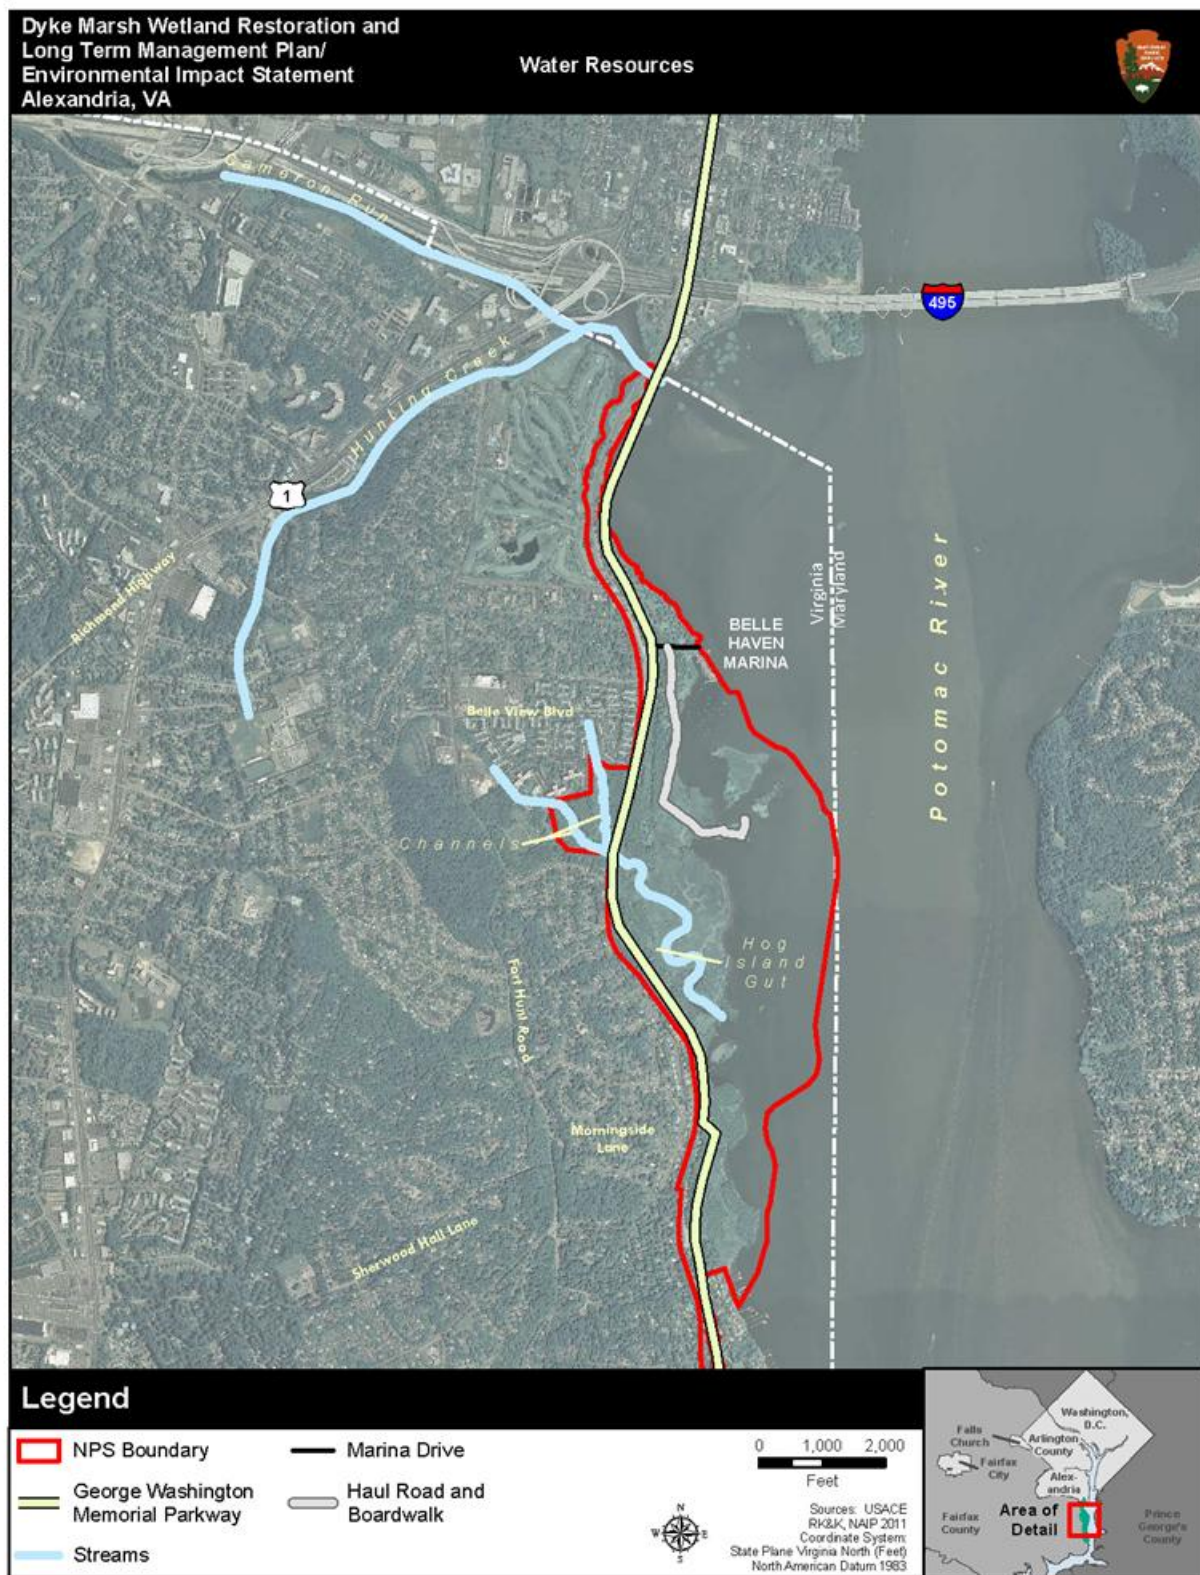 Dyke Marsh Wetland Restoration and
Long Term Management Plan/
Environmental Impact Statement
Alexandria, VA
Water Resources
Cameron Run
495
Hunting Creek
1
Richmond Highway
Virginia
Maryland
Potomac River
BELLE
HAVEN
MARINA
Belle View Blvd
Channels
Hog
Island
Gut
Fort Hunt Road
Morningside
Lane
Sherwood Hall Lane
Legend
NPS Boundary
George Washington
Memorial Parkway
Streams
Marina Drive
Haul Road and
Boardwalk
0 1,000 2,000
Feet
N
W E
S
Sources: USACE
RK&K, NAIP 2011
Coordinate System:
State Plane Virginia North (Feet)
North American Datum 1983
Washington,
D.C.
Falls
Church
Arlington
County
Fairfax
City
Alex-
andria
Area of
Detail
Fairfax
County
Prince
George's
County